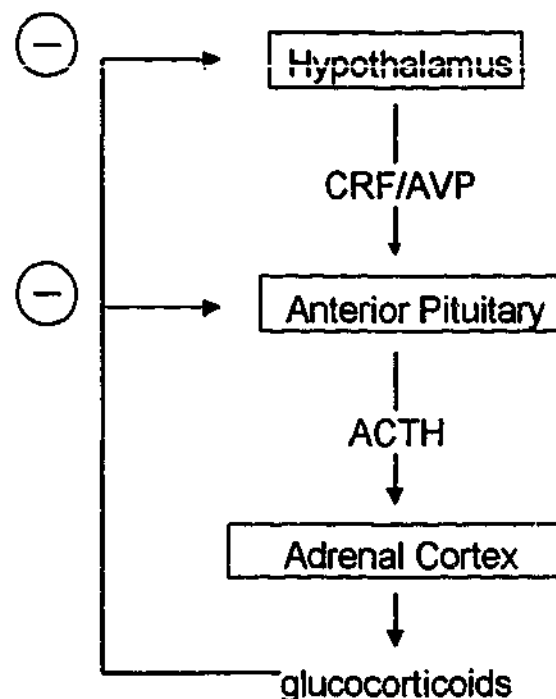 Hypothalamus
CRF/AVP
Anterior Pituitary
ACTH
Adrenal Cortex
glucocorticoids